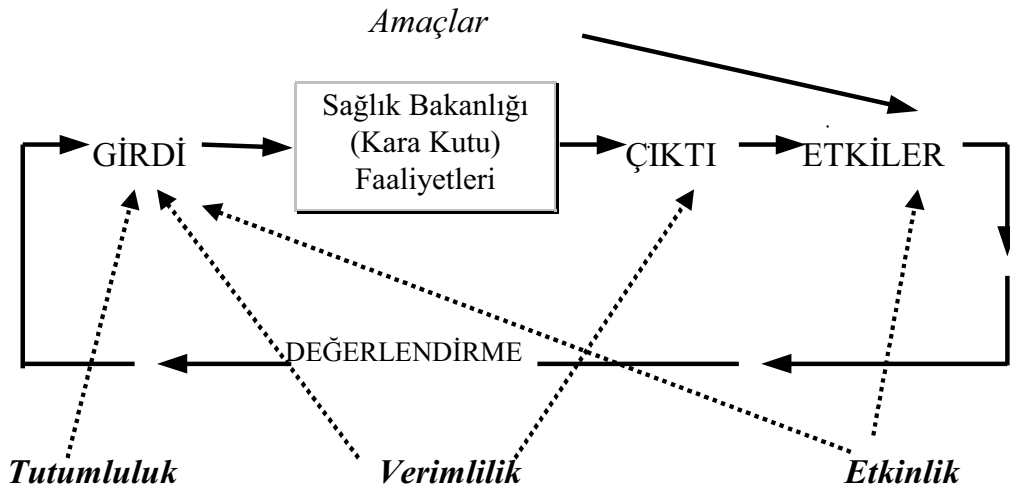 Amaçlar
Sağlık Bakanlığı
(Kara Kutu)
Faaliyetleri
GİRDİ
ÇIKTI
ETKİLER
DEĞERLENDİRME
Tutumluluk
Verimlilik
Etkinlik